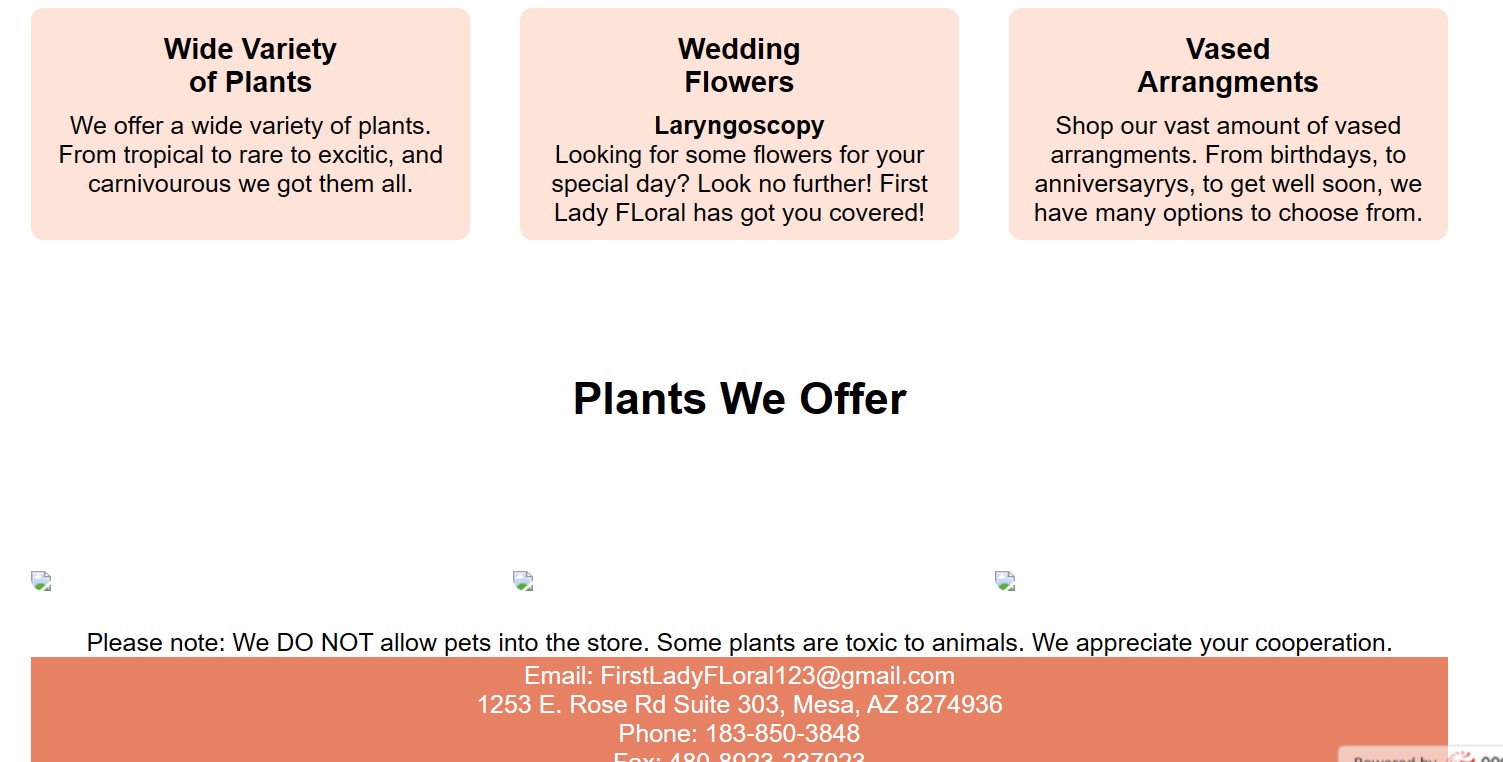 Wide Variety
of Plants
We offer a wide variety of plants.
From tropical to rare to excitic, and
carnivourous we got them all.
Wedding
Flowers
Laryngoscopy
Looking for some flowers for your
special day? Look no further! First
Lady FLoral has got you covered!
Vased
Arrangments
Shop our vast amount of vased
arrangments. From birthdays, to
anniversayrys, to get well soon, we
have many options to choose from.
Plants We Offer
Please note: We DO NOT allow pets into the store. Some plants are toxic to animals. We appreciate your cooperation.
Email: FirstLadyFLoral123@gmail.com
1253 E. Rose Rd Suite 303, Mesa, AZ 8274936
Phone: 183-850-3848
Fax: 480-8923-237923
Powered by